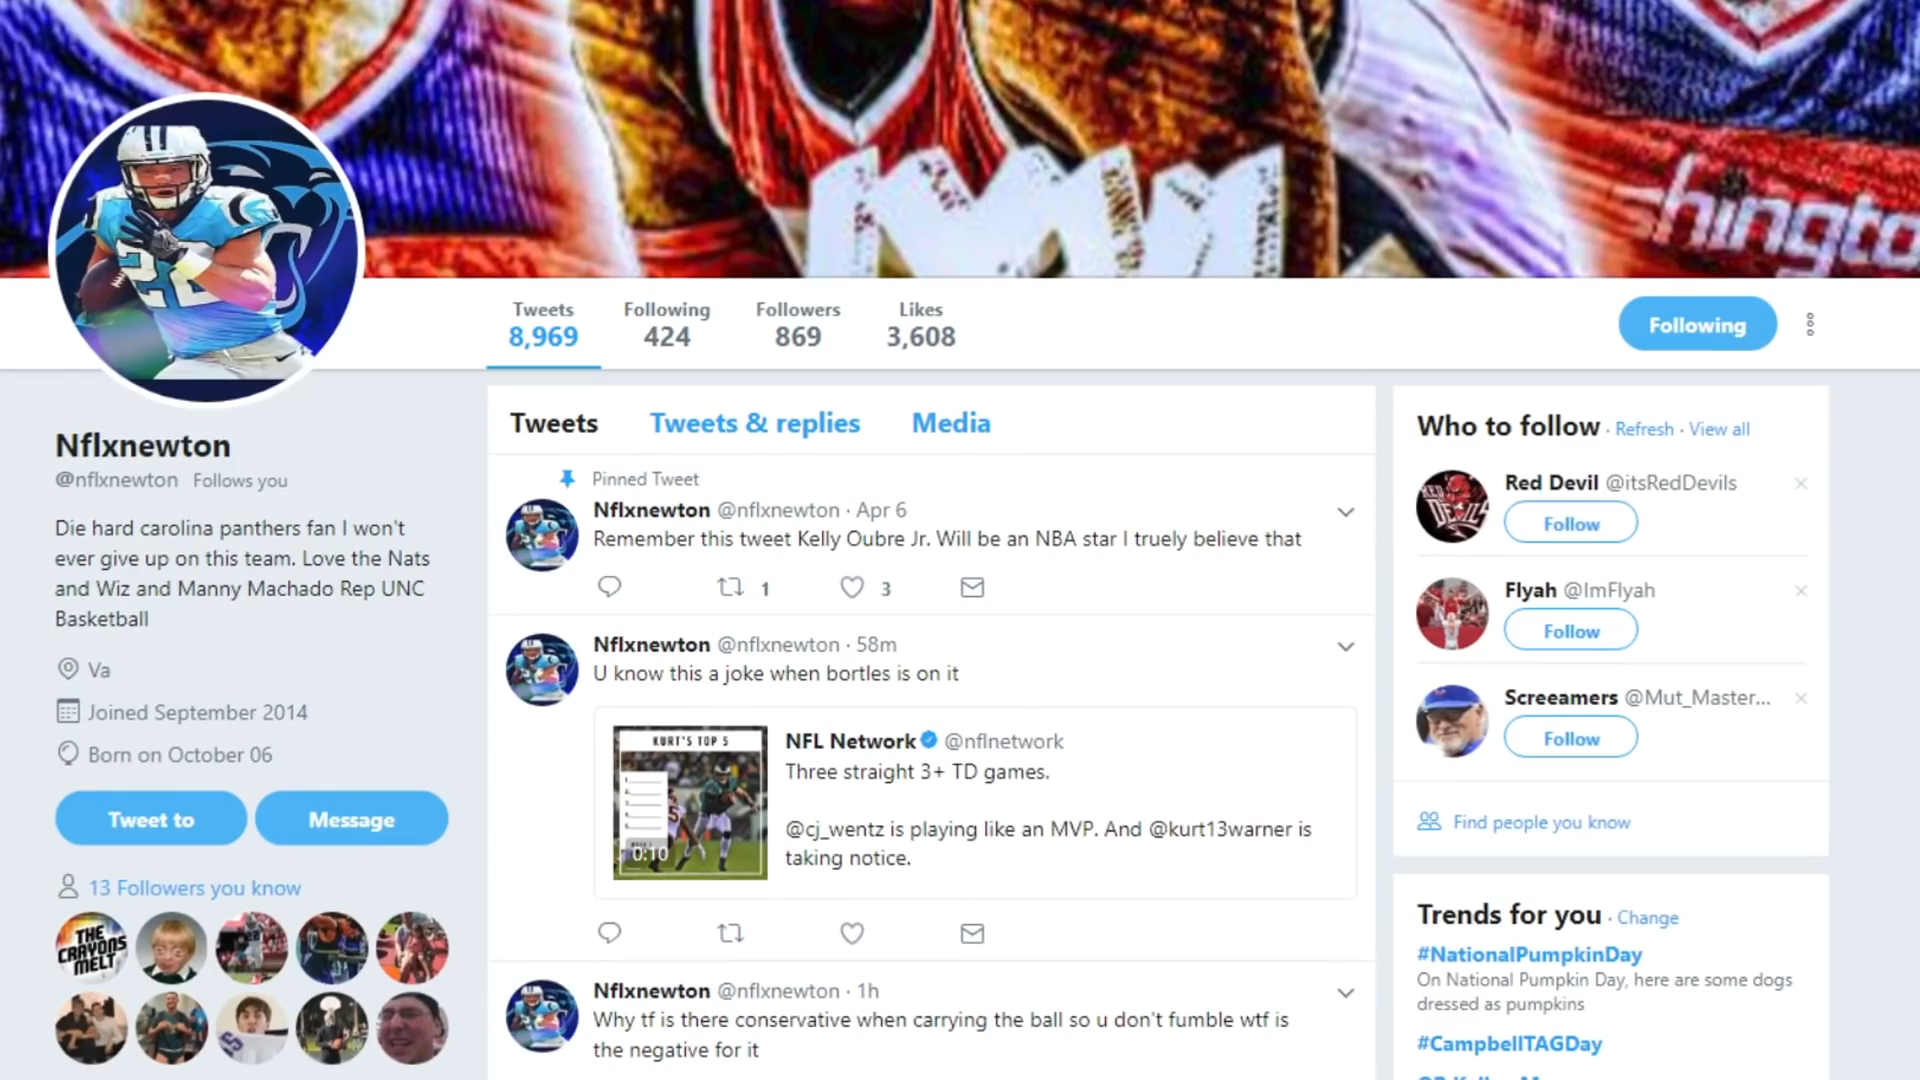 hingto
Tweets
8,969
Following
424
Followers
869
Likes
3,608
Following
Nflxnewton
@nflxnewton Follows you
Die hard carolina panthers fan I won't
ever give up on this team. Love the Nats
and Wiz and Manny Machado Rep UNC
Basketball
Va
Joined September 2014
Born on October 06
Tweet to
Message
13 Followers you know
THE
CRAYONS
MELT
Tweets
Tweets & replies
Media
Pinned Tweet
Nflxnewton @nflxnewton · Apr 6
Remember this tweet Kelly Oubre Jr. Will be an NBA star I truely believe that
1
3
Nflxnewton @nflxnewton · 58m
U know this a joke when bortles is on it
KURT'S TOP 5
0:10
NFL Network @nflnetwork
Three straight 3+ TD games.
@cj_wentz is playing like an MVP. And @kurt13warner is
taking notice.
Nflxnewton @nflxnewton · 1h
Why tf is there conservative when carrying the ball so u don't fumble wtf is
the negative for it
Who to follow · Refresh · View all
Red Devil @itsRedDevils
Follow
Flyah @ImFlyah
Follow
Screeamers @Mut_Master...
Follow
Find people you know
Trends for you · Change
#NationalPumpkinDay
On National Pumpkin Day, here are some dogs
dressed as pumpkins
#CampbellTAGDay